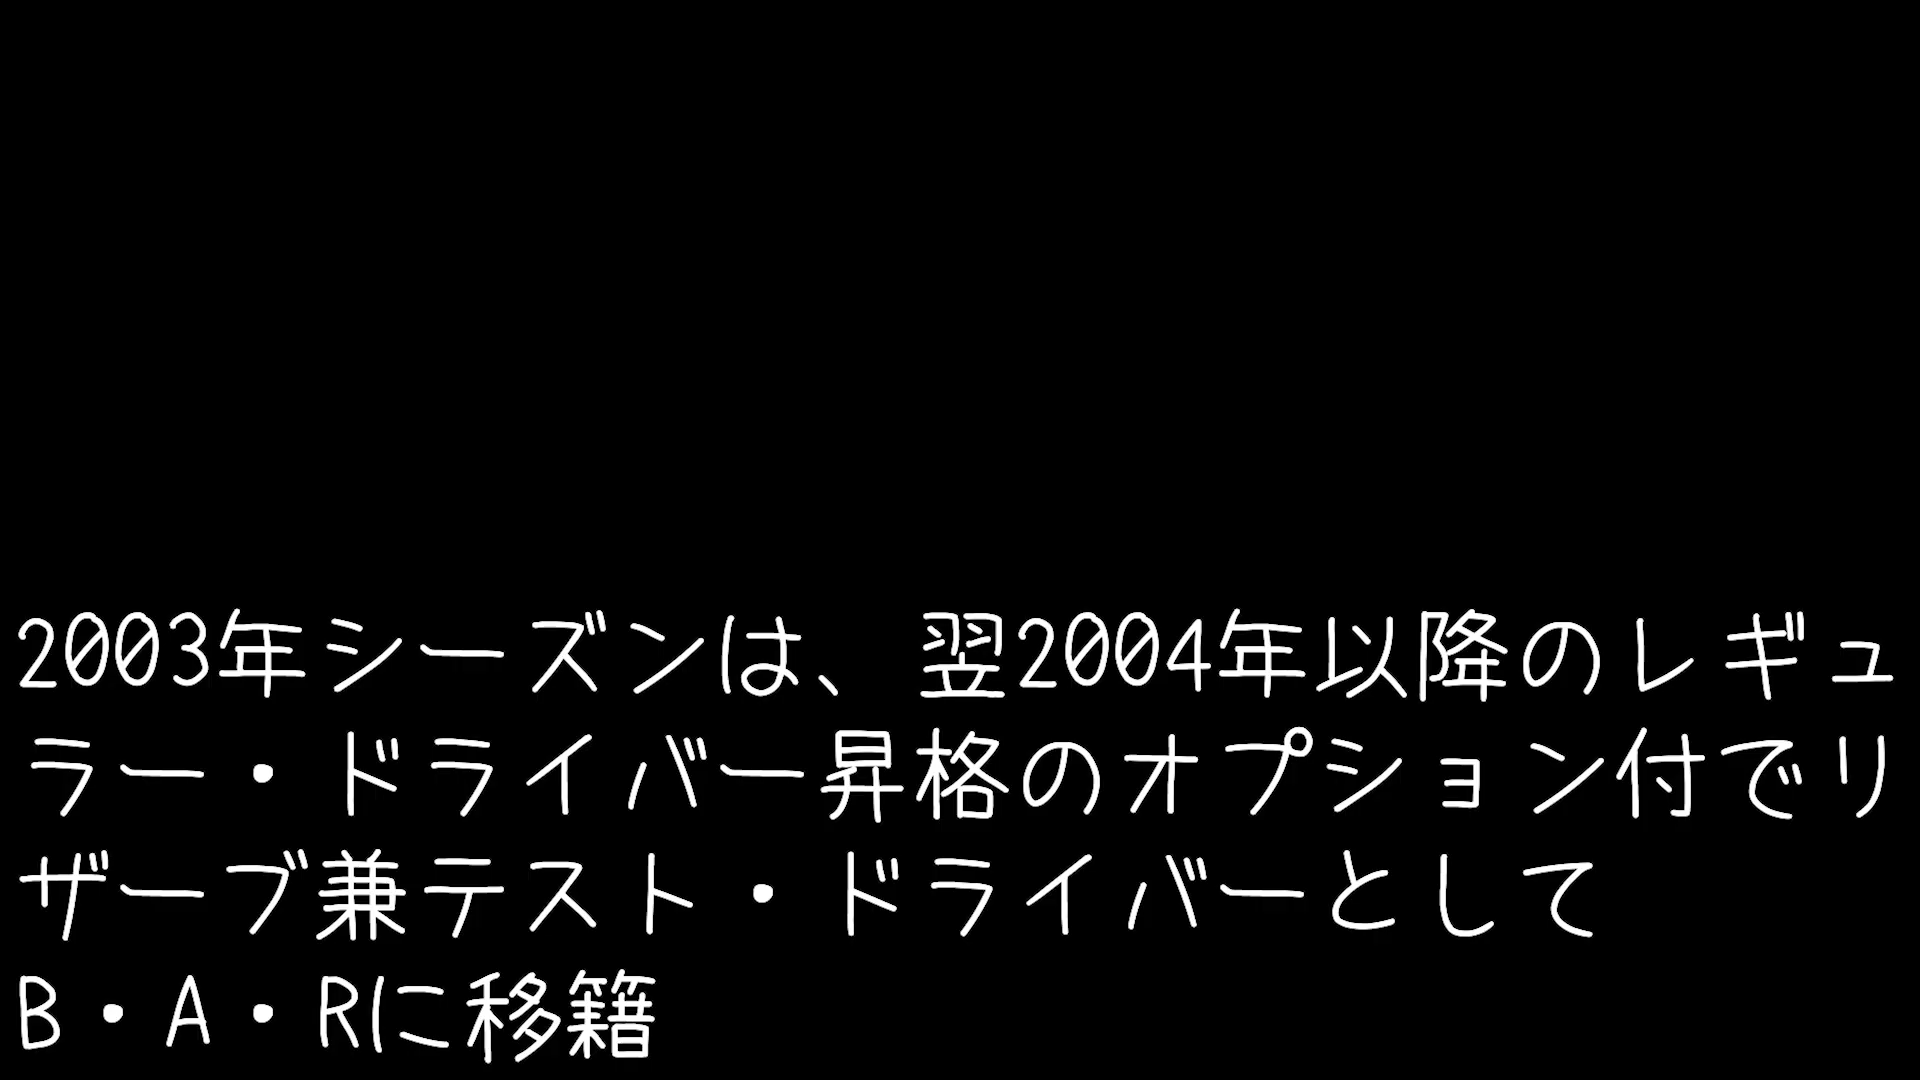 2003年シーズンは、翌2004年以降のレギュ
ラー・ドライバー昇格のオプション付でリ
ザーブ兼テスト・ドライバーとして
B・A・Rに移籍